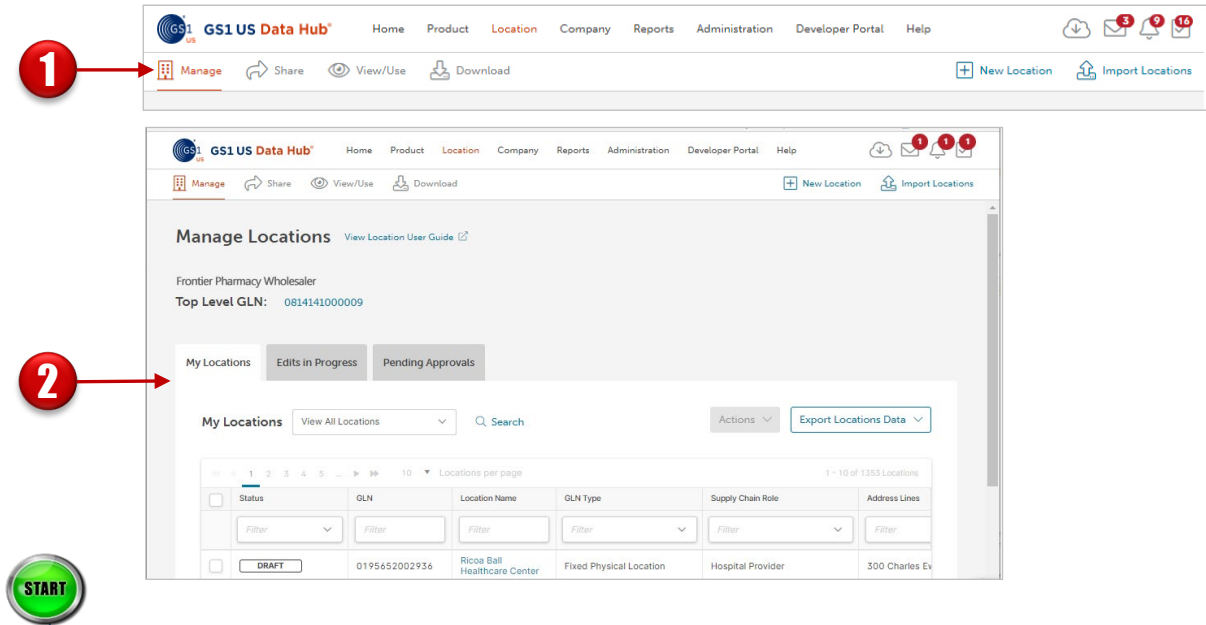 GS1 US GS1 US Data Hub® Home Product Location Company Reports Administration Developer Portal Help 3 9 16
1 Manage Share View/Use Download New Location Import Locations
GS1 US GS1 US Data Hub® Home Product Location Company Reports Administration Developer Portal Help 1 1 1
Manage Share View/Use Download New Location Import Locations
Manage Locations View Location User Guide
Frontier Pharmacy Wholesaler
Top Level GLN: 0814141000009
2 My Locations Edits in Progress Pending Approvals
My Locations View All Locations Search Actions Export Locations Data
1 2 3 4 5 ... 10 Locations per page 1 - 10 of 1353 Locations
Status GLN Location Name GLN Type Supply Chain Role Address Lines
Filter Filter Filter Filter Filter Filter
DRAFT 0195652002936 Ricoa Ball Healthcare Center Fixed Physical Location Hospital Provider 300 Charles Ev
START